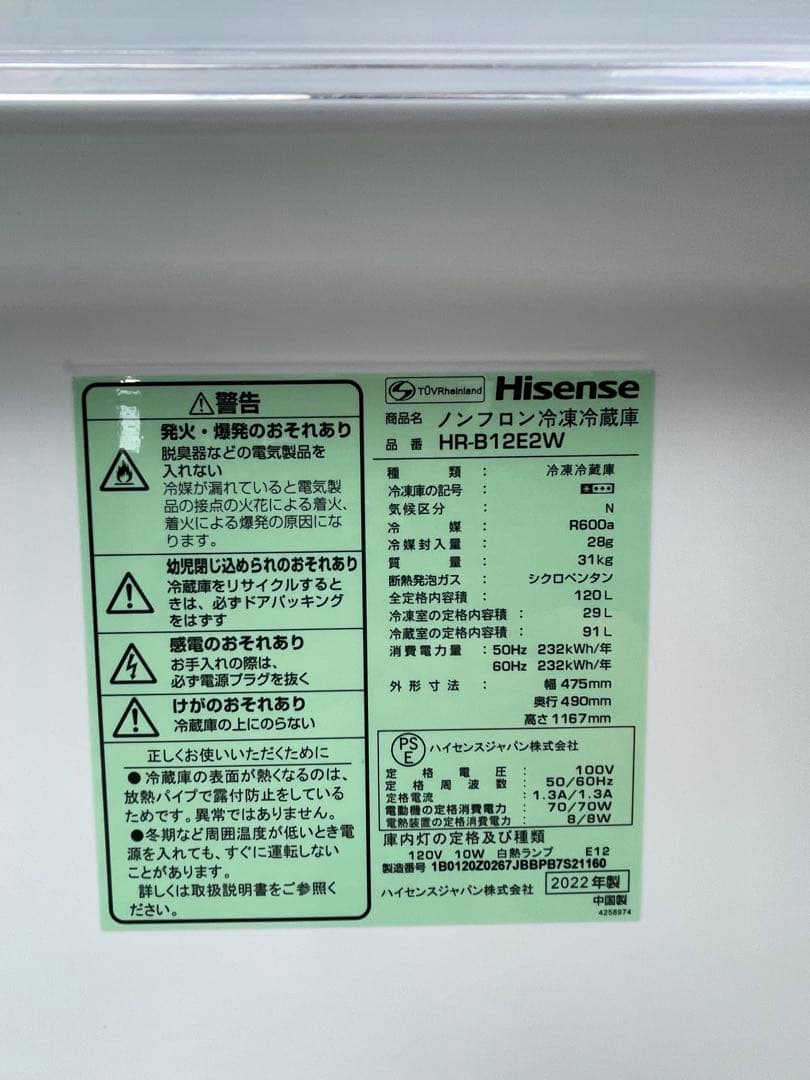 ⚠警告
発火・爆発のおそれあり
脱臭器などの電気製品を
入れない
冷媒が漏れていると電気製
品の接点の火花による着火、
着火による爆発の原因にな
ります。
幼児閉じ込められのおそれあり
冷蔵庫をリサイクルすると
きは、必ずドアパッキング
をはずす
感電のおそれあり
お手入れの際は、
必ず電源プラグを抜く
けがのおそれあり
冷蔵庫の上にのらない
正しくお使いいただくために
●冷蔵庫の表面が熱くなるのは、
放熱パイプで露付防止をしている
ためです。異常ではありません。
●冬期など周囲温度が低いとき電
源を入れても、すぐに運転しない
ことがあります。
詳しくは取扱説明書をご参照く
ださい。
TÜVRheinland Hisense
商品名 ノンフロン冷凍冷蔵庫
品番 HR-B12E2W
種類: 冷凍冷蔵庫
冷凍庫の記号:
気候区分: N
冷媒: R600a
冷媒封入量: 28g
質量: 31kg
断熱発泡ガス: シクロペンタン
全定格内容積: 120L
冷凍室の定格内容積: 29L
冷蔵室の定格内容積: 91L
消費電力量: 50Hz 232kWh/年
60Hz 232kWh/年
外形寸法: 幅 475mm
奥行 490mm
高さ 1167mm
PSE ハイセンスジャパン株式会社
定格電圧: 100V
定格周波数: 50/60Hz
定格電流: 1.3A/1.3A
電動機の定格消費電力: 70/70W
電熱装置の定格消費電力: 8/8W
庫内灯の定格及び種類
120V 10W 白熱ランプ E12
製造番号 1B0120Z0267JBBPB7S21160
ハイセンスジャパン株式会社 2022年製
中国製
4258974